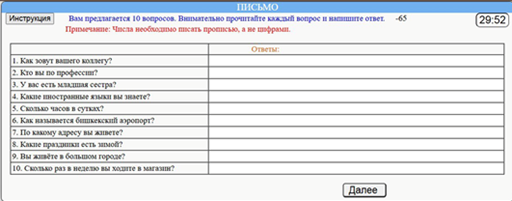 ПИСЬМО
Инструкция
Вам предлагается 10 вопросов. Внимательно прочитайте каждый вопрос и напишите ответ. -65
29:52
Примечание: Числа необходимо писать прописью, а не цифрами.
Ответы:
1. Как зовут вашего коллегу?
2. Кто вы по профессии?
3. У вас есть младшая сестра?
4. Какие иностранные языки вы знаете?
5. Сколько часов в сутках?
6. Как называется бишкекский аэропорт?
7. По какому адресу вы живете?
8. Какие праздники есть зимой?
9. Вы живёте в большом городе?
10. Сколько раз в неделю вы ходите в магазин?
Далее